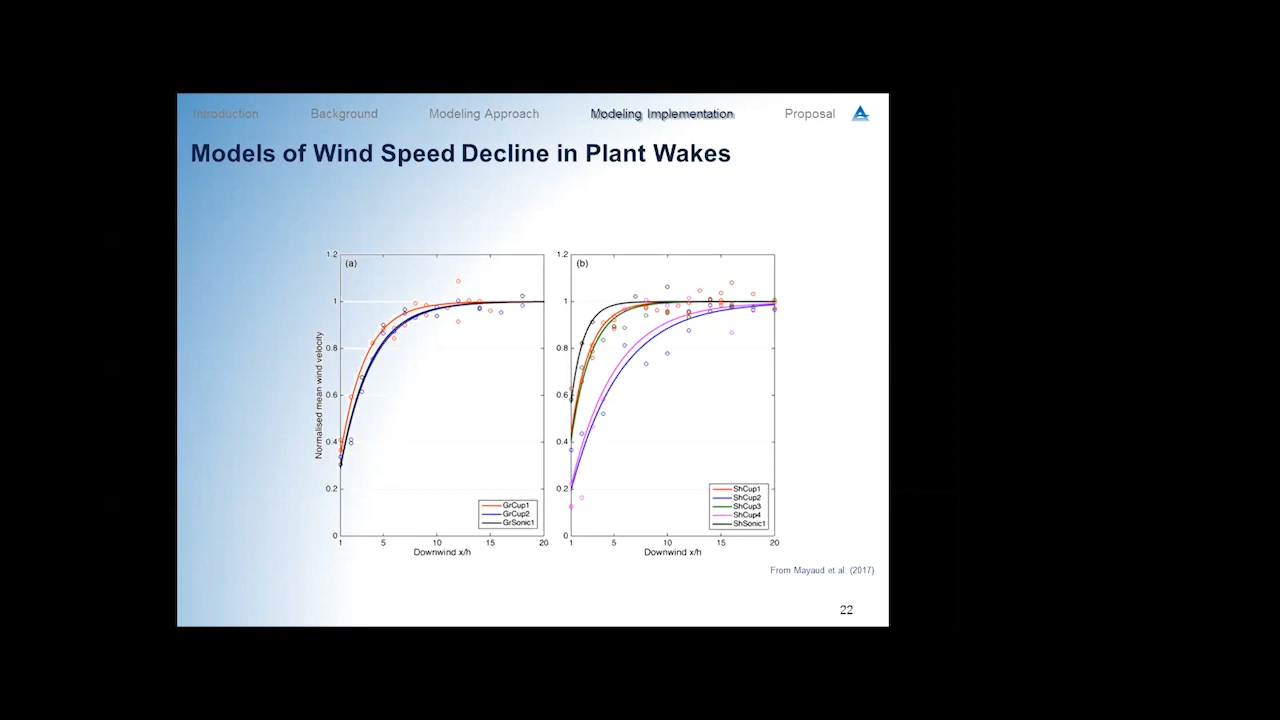 Introduction Background Modeling Approach Modeling Implementation Proposal
Models of Wind Speed Decline in Plant Wakes
(a)
Normalised mean wind velocity
1.2
1
0.8
0.6
0.4
0.2
0
GrCup1
GrCup2
GrSonic1
1 5 10 15 20
Downwind x/h
(b)
1.2
1
0.8
0.6
0.4
0.2
0
ShCup1
ShCup2
ShCup3
ShCup4
ShSonic1
1 5 10 15 20
Downwind x/h
From Mayaud et al. (2017)
22